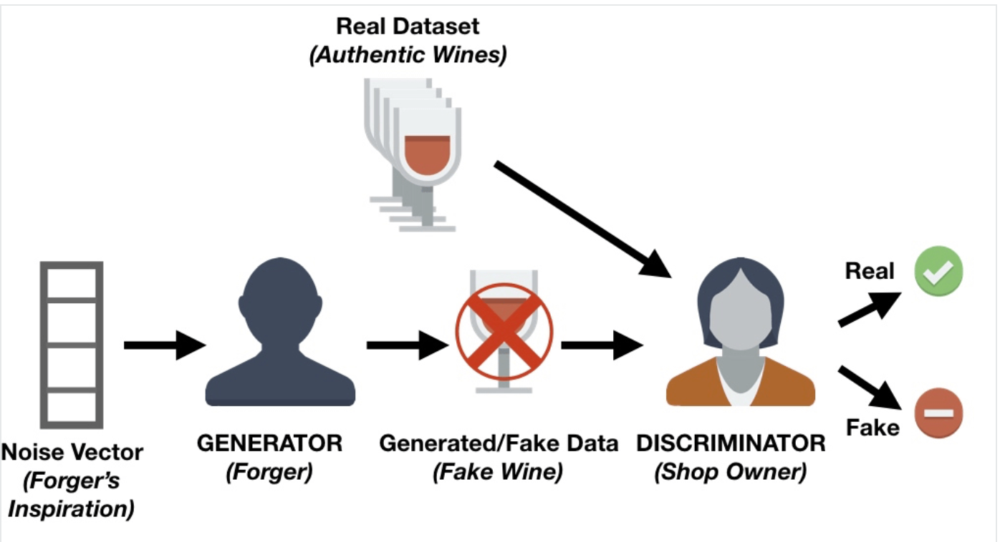 Real Dataset
(Authentic Wines)
Real
Fake
Noise Vector
(Forger’s
Inspiration)
GENERATOR
(Forger)
Generated/Fake Data
(Fake Wine)
DISCRIMINATOR
(Shop Owner)